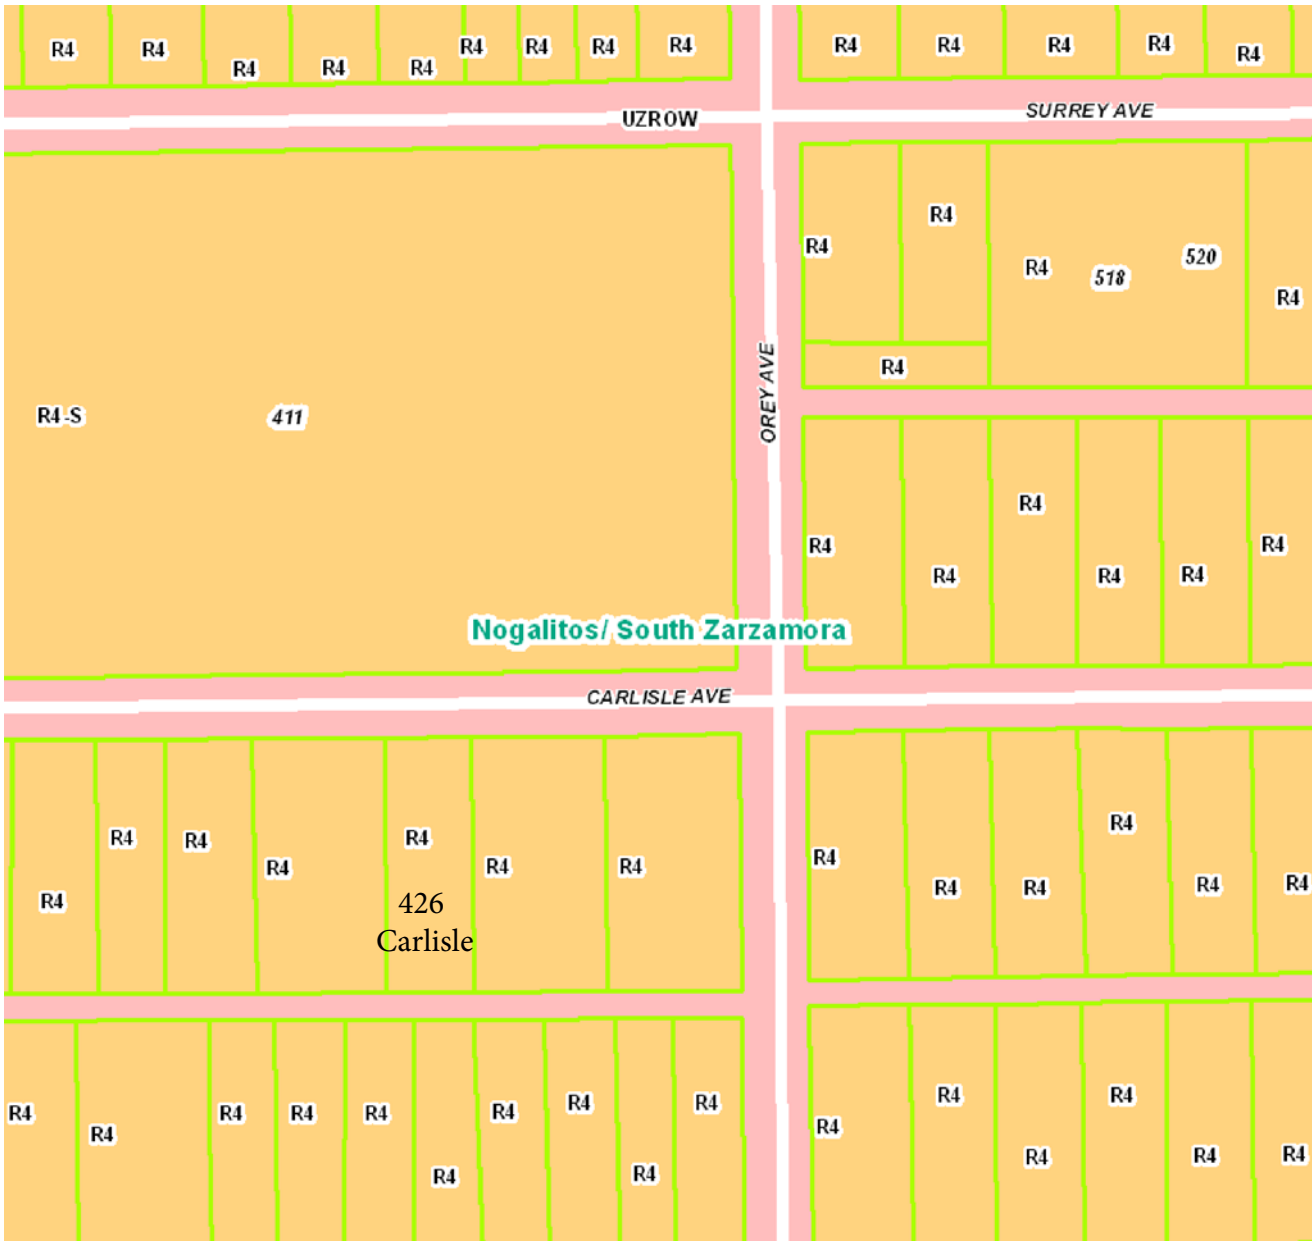 R4 R4 R4 R4 R4 R4 R4 R4 R4 R4 R4 R4 R4 R4
UZROW SURREY AVE
R4
R4 520
R4 518
R4
OREY AVE
R4
R4-S 411
R4
R4 R4
R4 R4 R4
Nogalitos/ South Zarzamora
CARLISLE AVE
R4
R4 R4 R4
R4 R4 R4 R4
R4 R4 R4 R4
R4 426
Carlisle
R4 R4 R4 R4
R4 R4 R4 R4 R4 R4
R4 R4
R4 R4 R4 R4 R4